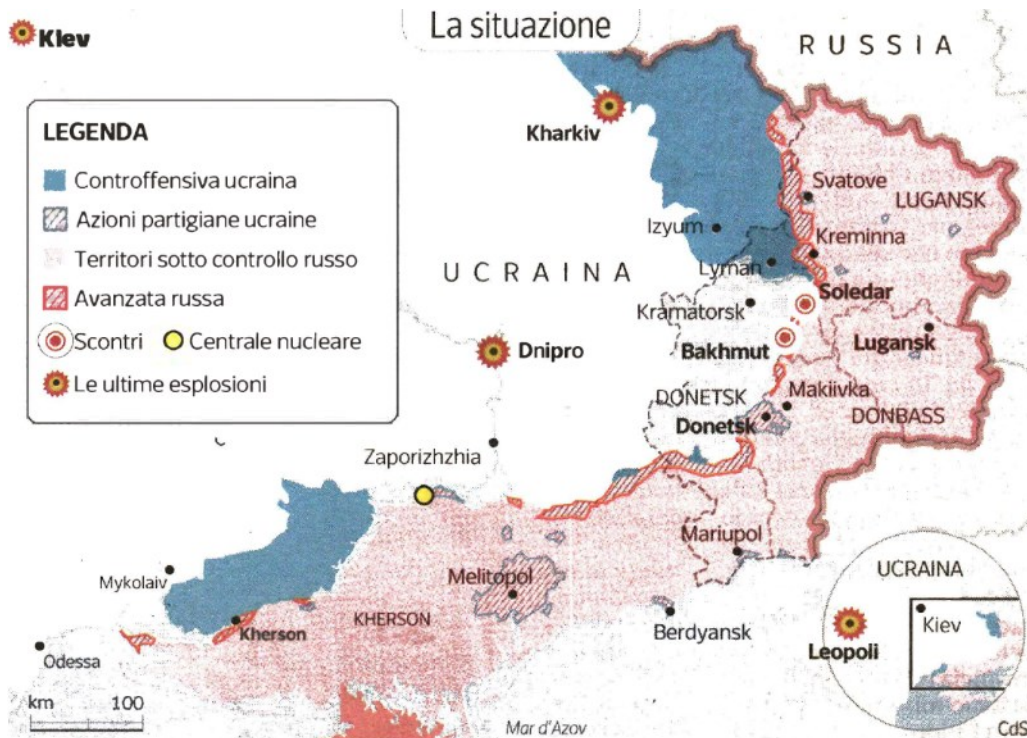 La situazione
Kiev
RUSSIA
LEGENDA
Controffensiva ucraina
Azioni partigiane ucraine
Territori sotto controllo russo
Avanzata russa
Scontri
Centrale nucleare
Le ultime esplosioni
Kharkiv
Svatove
LUGANSK
Izyum
Kreminna
UCRAINA
Lyman
Soledar
Kramatorsk
Bakhmut
Lugansk
Dnipro
DONETSK
Makiivka
Donetsk
DONBASS
Zaporizhzhia
Mariupol
Mykolaiv
Melitopol
UCRAINA
Kherson
KHERSON
Berdyansk
Kiev
Leopoli
Odessa
km 100
Mar d'Azov
CdS